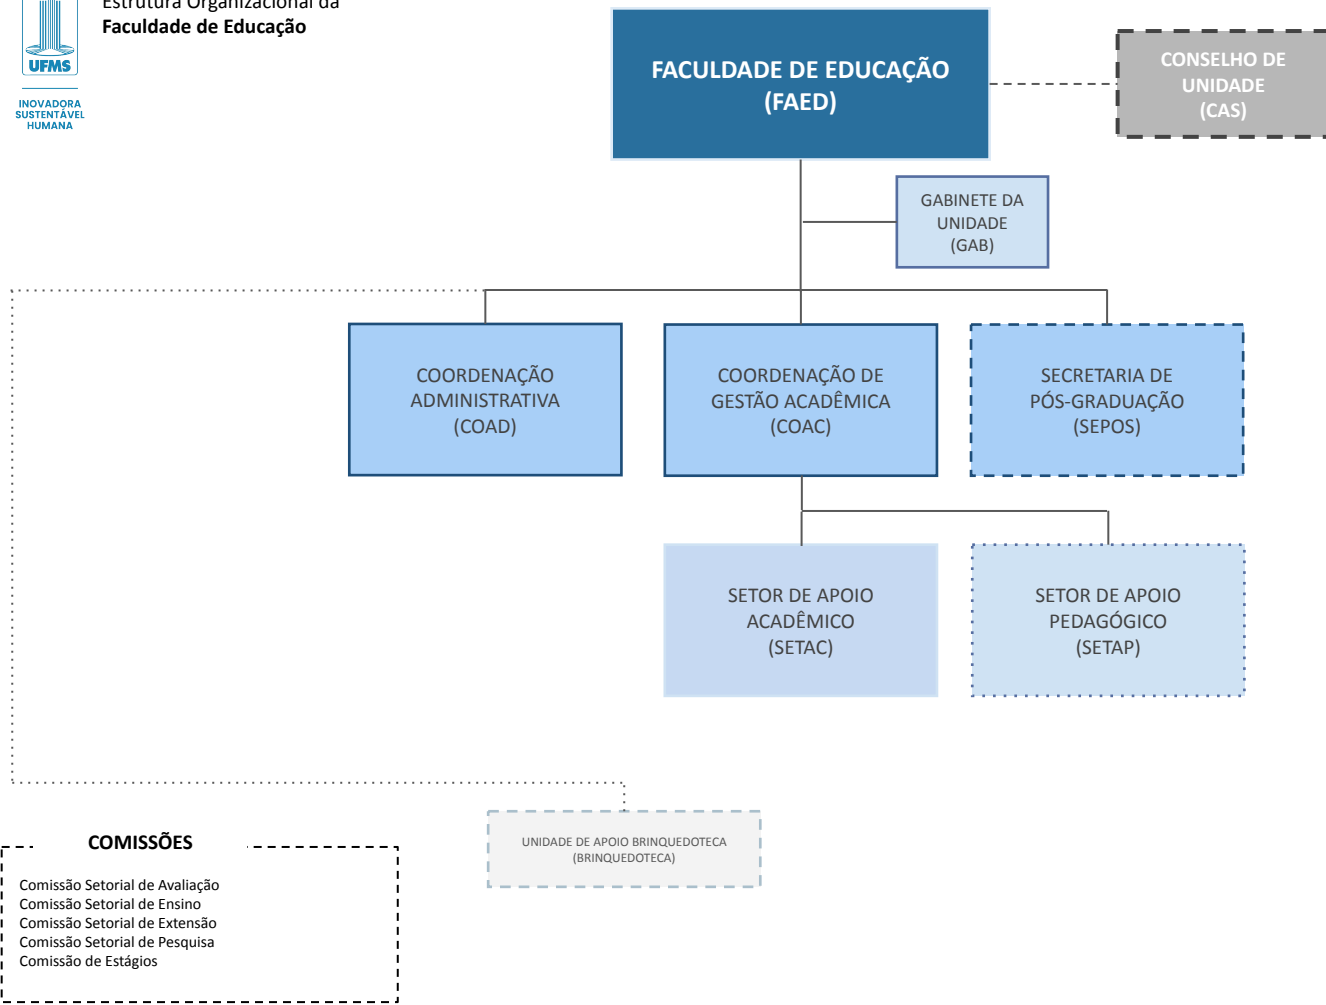 Estrutura Organizacional da
Faculdade de Educação
UFMS
INOVADORA
SUSTENTÁVEL
HUMANA
FACULDADE DE EDUCAÇÃO
(FAED)
CONSELHO DE
UNIDADE
(CAS)
GABINETE DA
UNIDADE
(GAB)
COORDENAÇÃO
ADMINISTRATIVA
(COAD)
COORDENAÇÃO DE
GESTÃO ACADÊMICA
(COAC)
SECRETARIA DE
PÓS-GRADUAÇÃO
(SEPOS)
SETOR DE APOIO
ACADÊMICO
(SETAC)
SETOR DE APOIO
PEDAGÓGICO
(SETAP)
UNIDADE DE APOIO BRINQUEDOTECA
(BRINQUEDOTECA)
COMISSÕES
Comissão Setorial de Avaliação
Comissão Setorial de Ensino
Comissão Setorial de Extensão
Comissão Setorial de Pesquisa
Comissão de Estágios